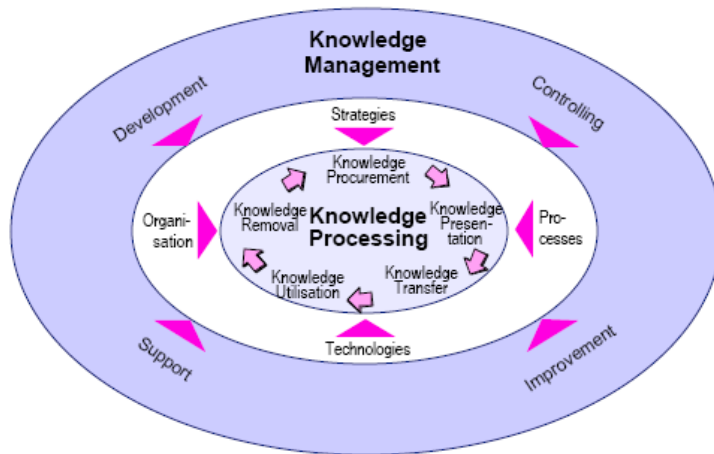 Knowledge
Management
Development
Controlling
Strategies
Knowledge
Procurement
Organi-
sation
Knowledge
Removal
Knowledge
Processing
Knowledge
Presen-
tation
Pro-
cesses
Knowledge
Utilisation
Knowledge
Transfer
Technologies
Support
Improvement